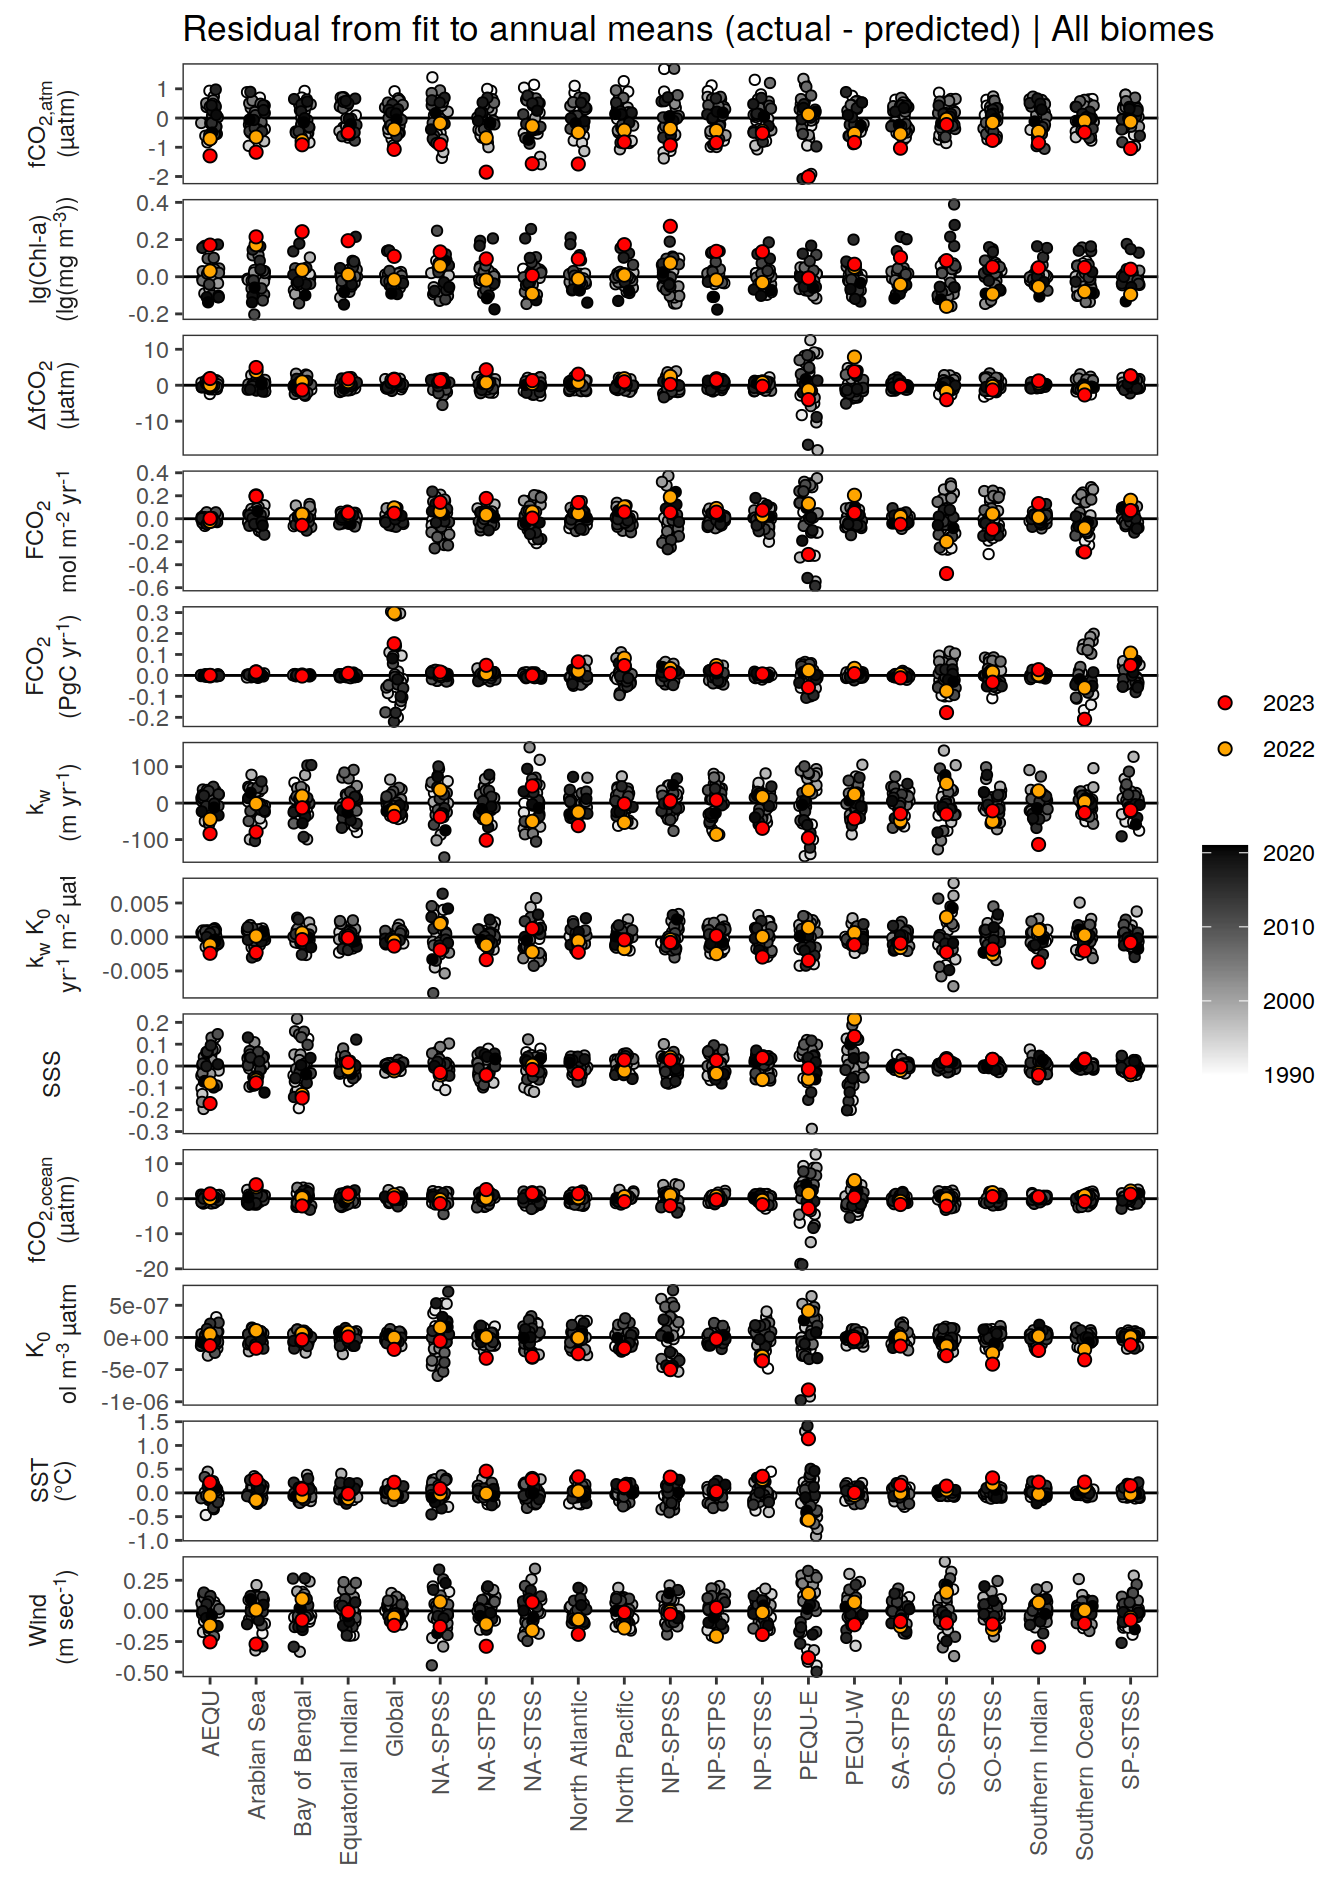 Residual from fit to annual means (actual - predicted) | All biomes
fCO2,atm
(µatm)
1
0
-1
-2
lg(Chl-a)
(lg(mg m-3))
0.4
0.2
0.0
-0.2
ΔfCO2
(µatm)
10
0
-10
FCO2
mol m-2 yr-1
0.4
0.2
0.0
-0.2
-0.4
-0.6
FCO2
(PgC yr-1)
0.3
0.2
0.1
0.0
-0.1
-0.2
kw
(m yr-1)
100
0
-100
kw K0
yr-1 m-2 µat
0.005
0.000
-0.005
SSS
0.2
0.1
0.0
-0.1
-0.2
-0.3
fCO2,ocean
(µatm)
10
0
-10
-20
K0
ol m-3 µatm
5e-07
0e+00
-5e-07
-1e-06
SST
(°C)
1.5
1.0
0.5
0.0
-0.5
-1.0
Wind
(m sec-1)
0.25
0.00
-0.25
-0.50
AEQU
Arabian Sea
Bay of Bengal
Equatorial Indian
Global
NA-SPSS
NA-STPS
NA-STSS
North Atlantic
North Pacific
NP-SPSS
NP-STPS
NP-STSS
PEQU-E
PEQU-W
SA-STPS
SO-SPSS
SO-STSS
Southern Indian
Southern Ocean
SP-STSS
2023
2022
2020
2010
2000
1990